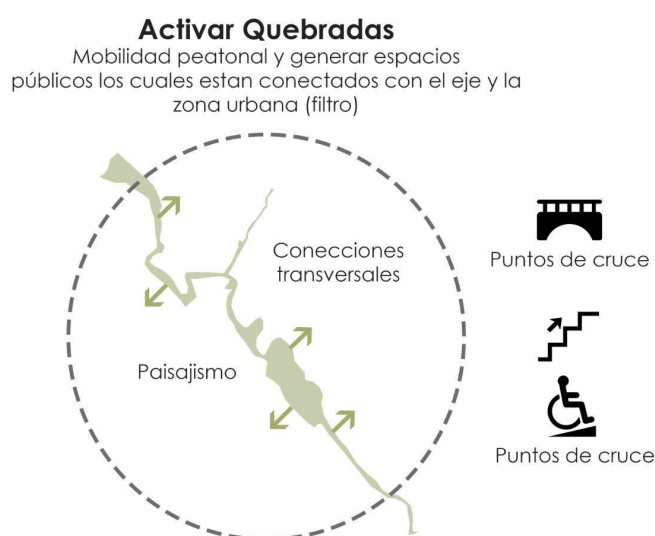 Activar Quebradas
Mobilidad peatonal y generar espacios
públicos los cuales estan conectados con el eje y la
zona urbana (filtro)
Conecciones
transversales
Puntos de cruce
Paisajismo
Puntos de cruce